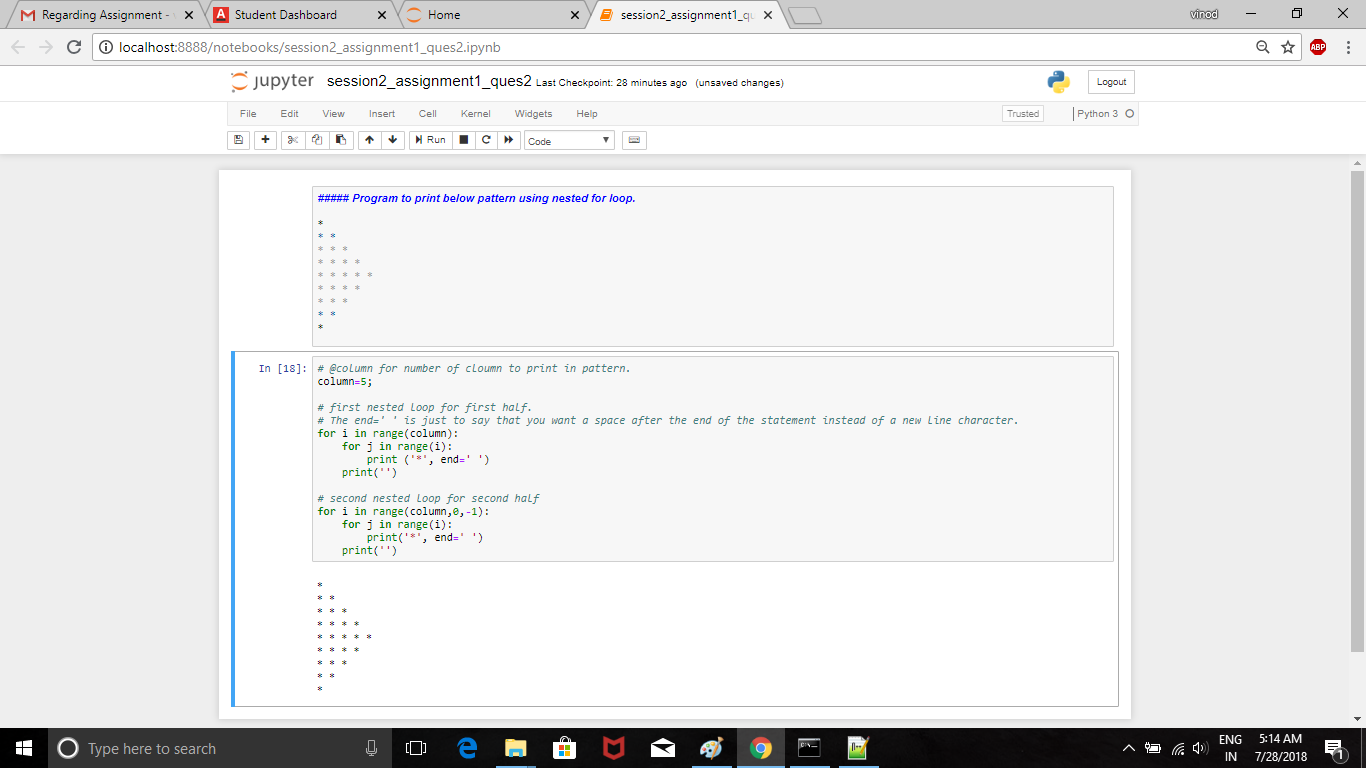 Regarding Assignment -
Student Dashboard
Home
session2_assignment1_qu
vinod
localhost:8888/notebooks/session2_assignment1_ques2.ipynb
ABP
jupyter session2_assignment1_ques2 Last Checkpoint: 28 minutes ago (unsaved changes)
Logout
File Edit View Insert Cell Kernel Widgets Help
Trusted
Python 3
Run
Code
##### Program to print below pattern using nested for loop.
*
* *
* * *
* * * *
* * * * *
* * * *
* * *
* *
*
In [18]:
# @column for number of cloumn to print in pattern.
column=5;
# first nested loop for first half.
# The end=' ' is just to say that you want a space after the end of the statement instead of a new line character.
for i in range(column):
    for j in range(i):
        print ('*', end=' ')
    print('')
# second nested loop for second half
for i in range(column,0,-1):
    for j in range(i):
        print('*', end=' ')
    print('')
*
* *
* * *
* * * *
* * * * *
* * * *
* * *
* *
*
Type here to search
ENG
IN
5:14 AM
7/28/2018
1